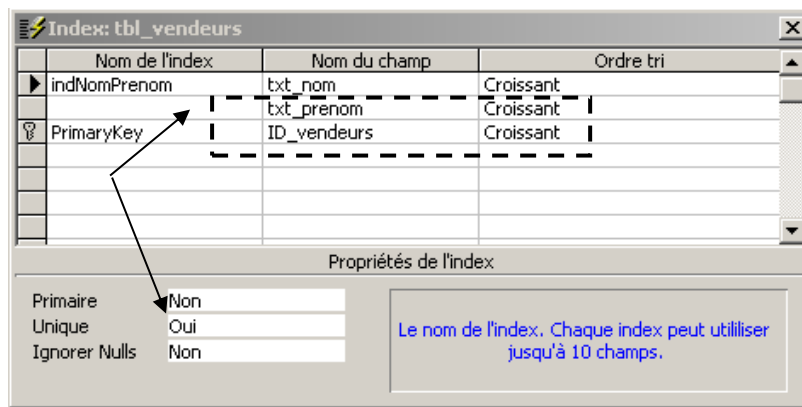 Index: tbl_vendeurs
Nom de l'index Nom du champ Ordre tri
indNomPrenom txt_nom Croissant
txt_prenom Croissant
PrimaryKey ID_vendeurs Croissant
Propriétés de l'index
Primaire Non
Unique Oui
Ignorer Nulls Non
Le nom de l'index. Chaque index peut utililiser
jusqu'à 10 champs.